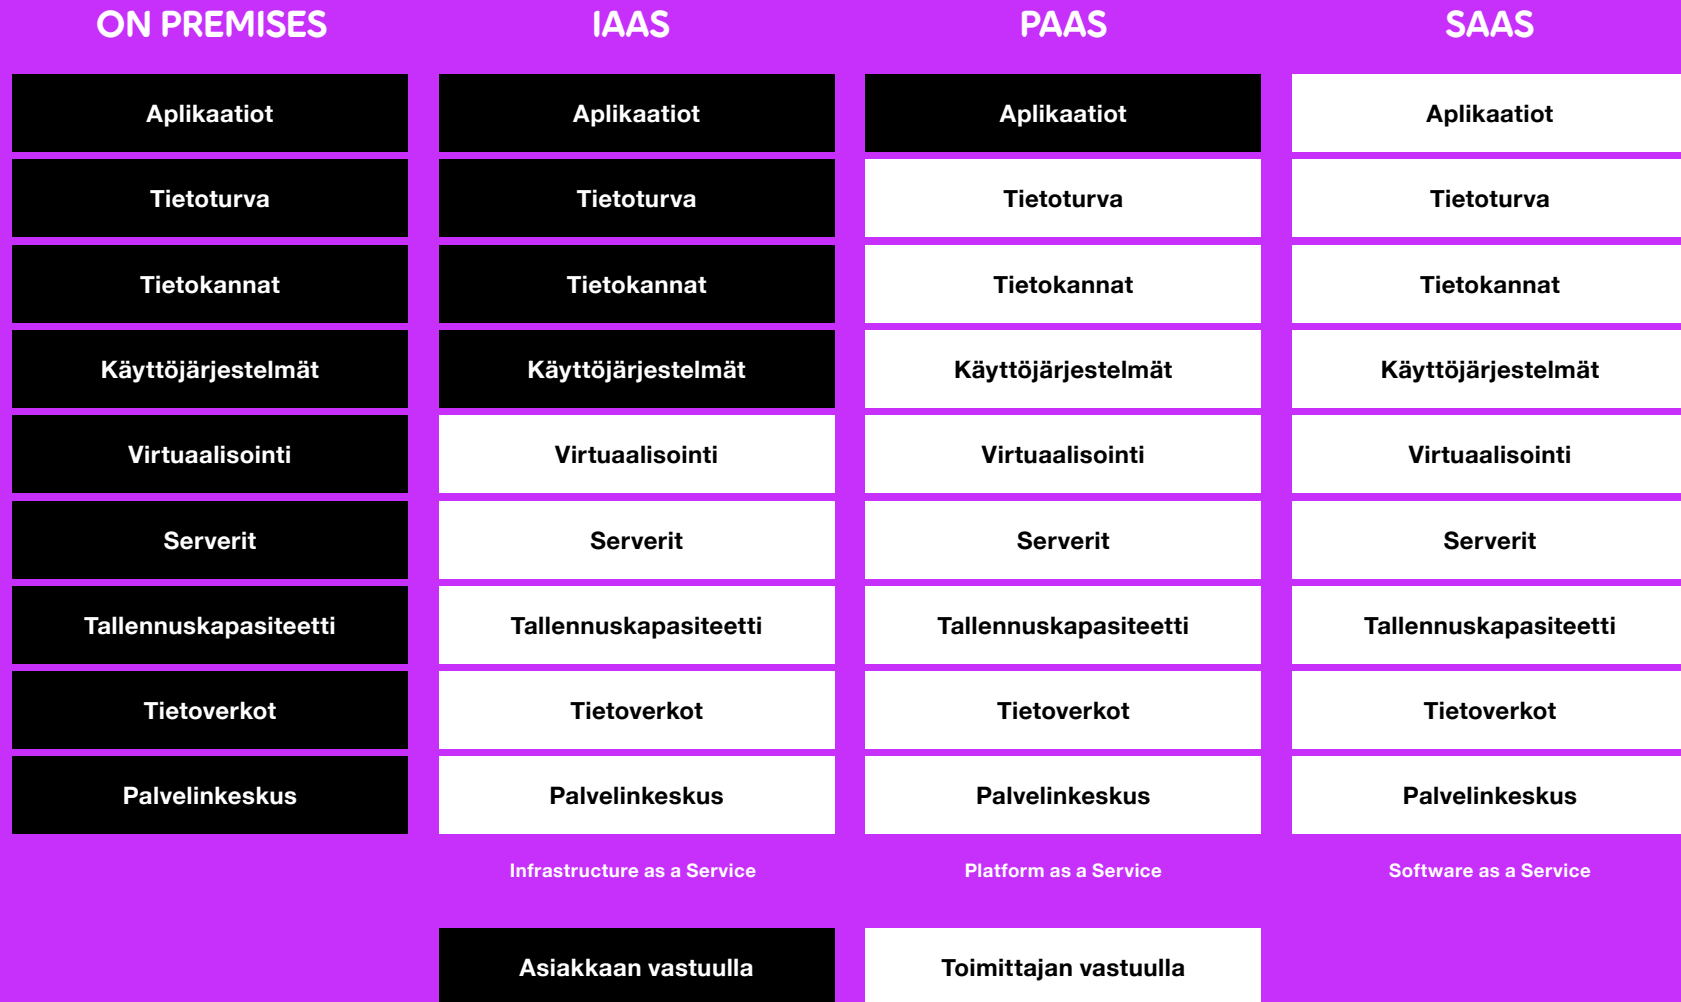 ON PREMISES
IAAS
PAAS
SAAS
Aplikaatiot
Aplikaatiot
Aplikaatiot
Aplikaatiot
Tietoturva
Tietoturva
Tietoturva
Tietoturva
Tietokannat
Tietokannat
Tietokannat
Tietokannat
Käyttöjärjestelmät
Käyttöjärjestelmät
Käyttöjärjestelmät
Käyttöjärjestelmät
Virtuaalisointi
Virtuaalisointi
Virtuaalisointi
Virtuaalisointi
Serverit
Serverit
Serverit
Serverit
Tallennuskapasiteetti
Tallennuskapasiteetti
Tallennuskapasiteetti
Tallennuskapasiteetti
Tietoverkot
Tietoverkot
Tietoverkot
Tietoverkot
Palvelinkeskus
Palvelinkeskus
Palvelinkeskus
Palvelinkeskus
Infrastructure as a Service
Platform as a Service
Software as a Service
Asiakkaan vastuulla
Toimittajan vastuulla